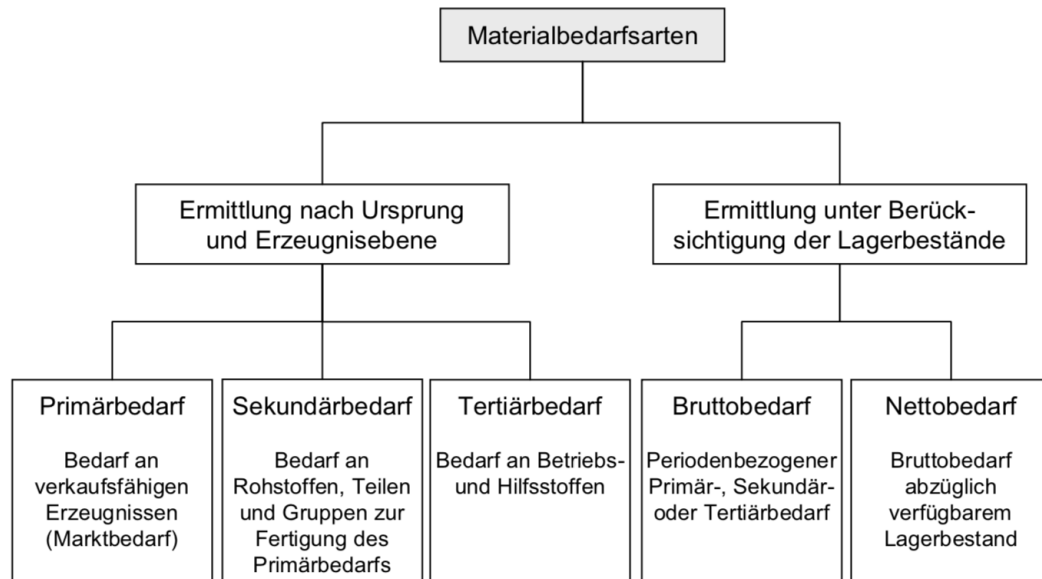 Materialbedarfsarten
Ermittlung nach Ursprung
und Erzeugnisebene
Ermittlung unter Berück-
sichtigung der Lagerbestände
Primärbedarf
Bedarf an
verkaufsfähigen
Erzeugnissen
(Marktbedarf)
Sekundärbedarf
Bedarf an
Rohstoffen, Teilen
und Gruppen zur
Fertigung des
Primärbedarfs
Tertiärbedarf
Bedarf an Betriebs-
und Hilfsstoffen
Bruttobedarf
Periodenbezogener
Primär-, Sekundär-
oder Tertiärbedarf
Nettobedarf
Bruttobedarf
abzüglich
verfügbarem
Lagerbestand